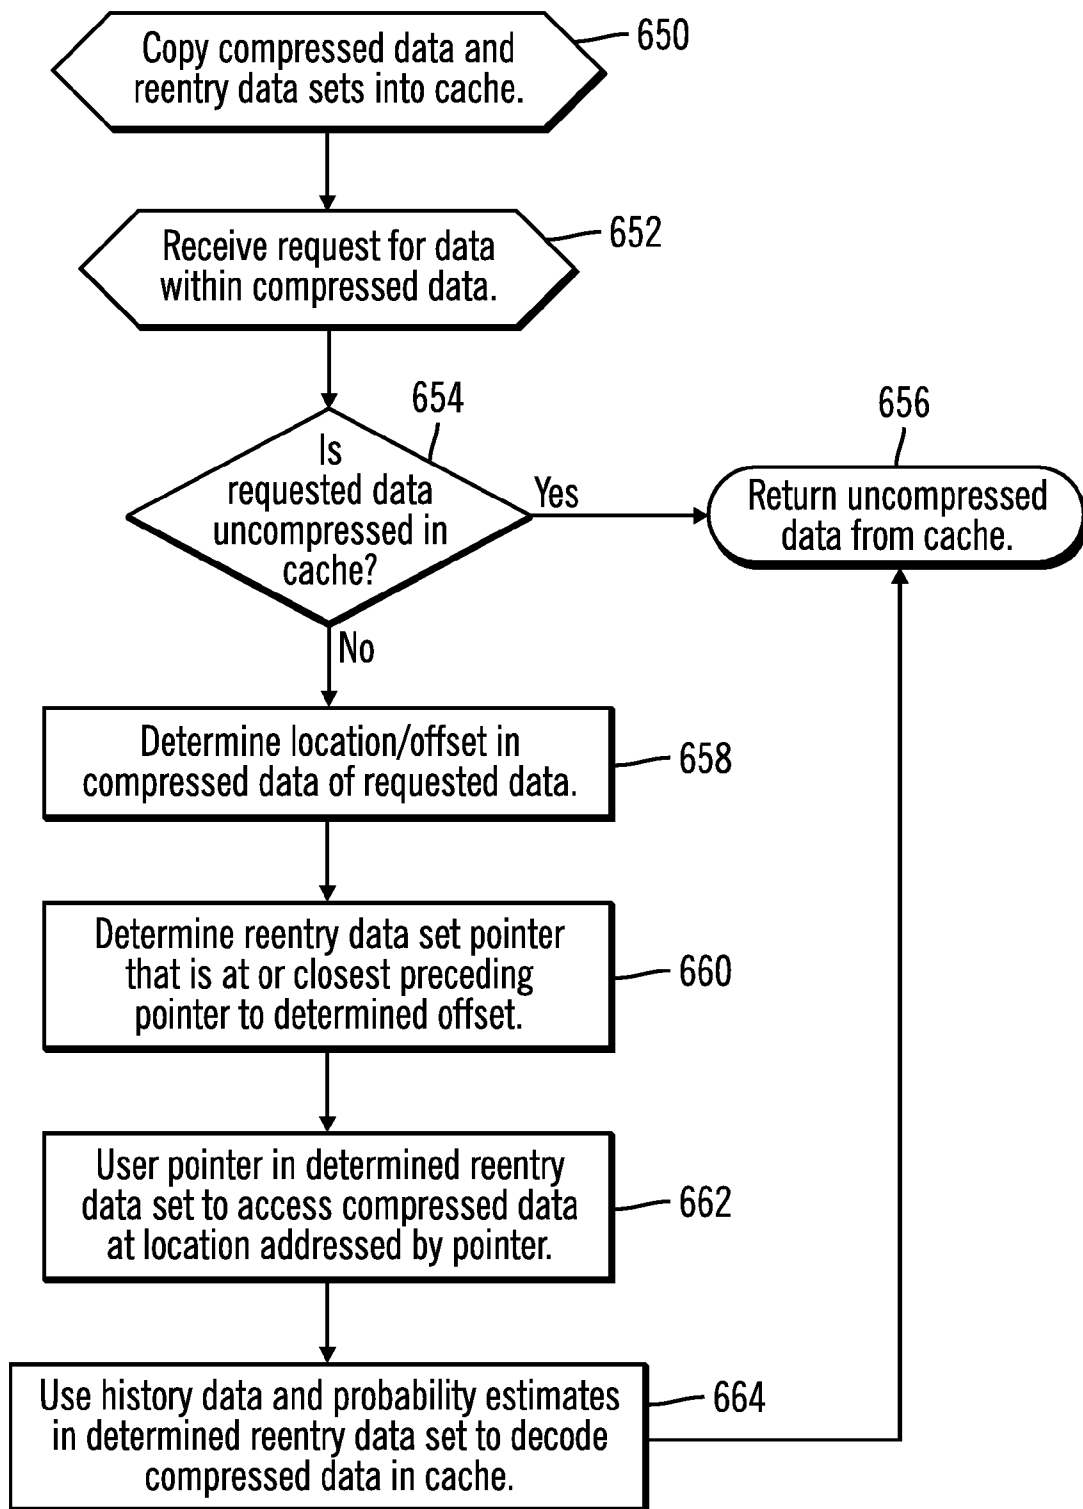 Copy compressed data and
reentry data sets into cache.
650
Receive request for data
within compressed data.
652
654
Is
requested data
uncompressed in
cache?
Yes
656
Return uncompressed
data from cache.
No
Determine location/offset in
compressed data of requested data.
658
Determine reentry data set pointer
that is at or closest preceding
pointer to determined offset.
660
User pointer in determined reentry
data set to access compressed data
at location addressed by pointer.
662
Use history data and probability estimates
in determined reentry data set to decode
compressed data in cache.
664